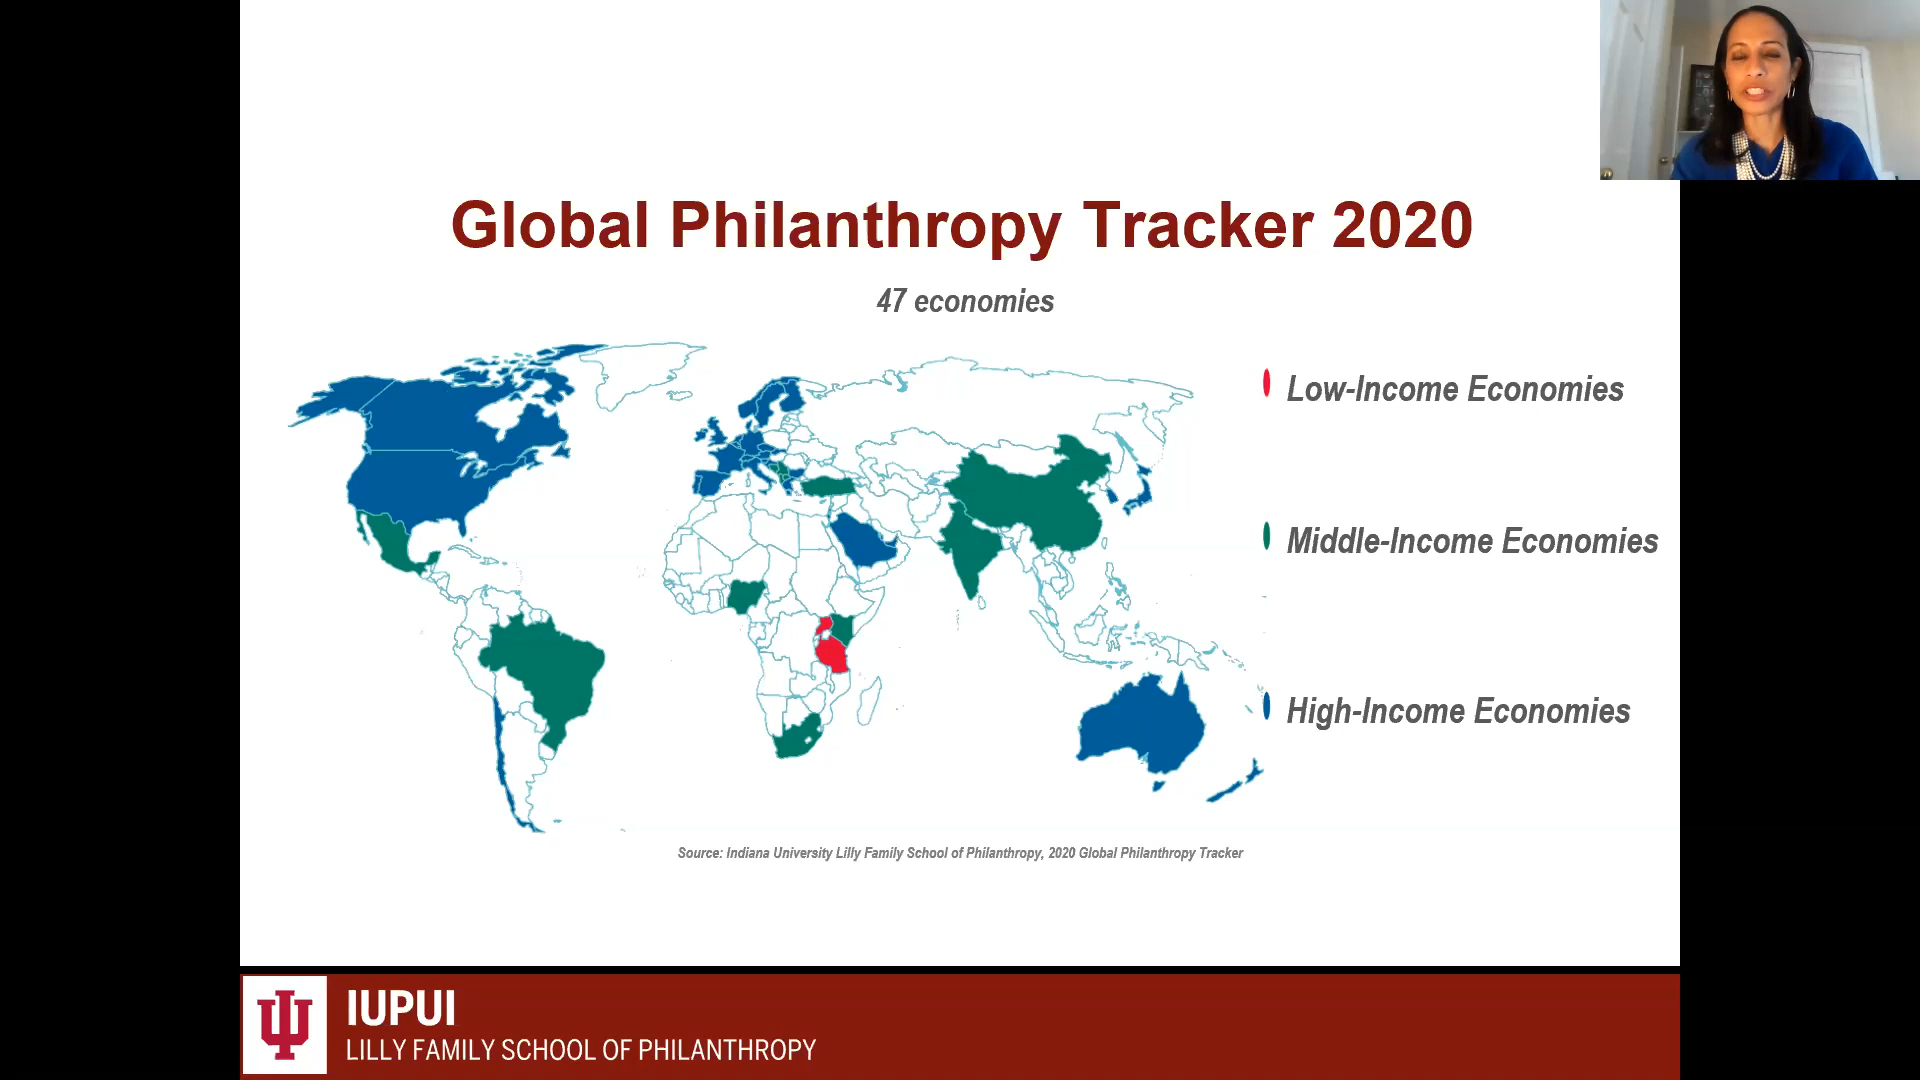 Global Philanthropy Tracker 2020
47 economies
Low-Income Economies
Middle-Income Economies
High-Income Economies
Source: Indiana University Lilly Family School of Philanthropy, 2020 Global Philanthropy Tracker
IUPUI
LILLY FAMILY SCHOOL OF PHILANTHROPY